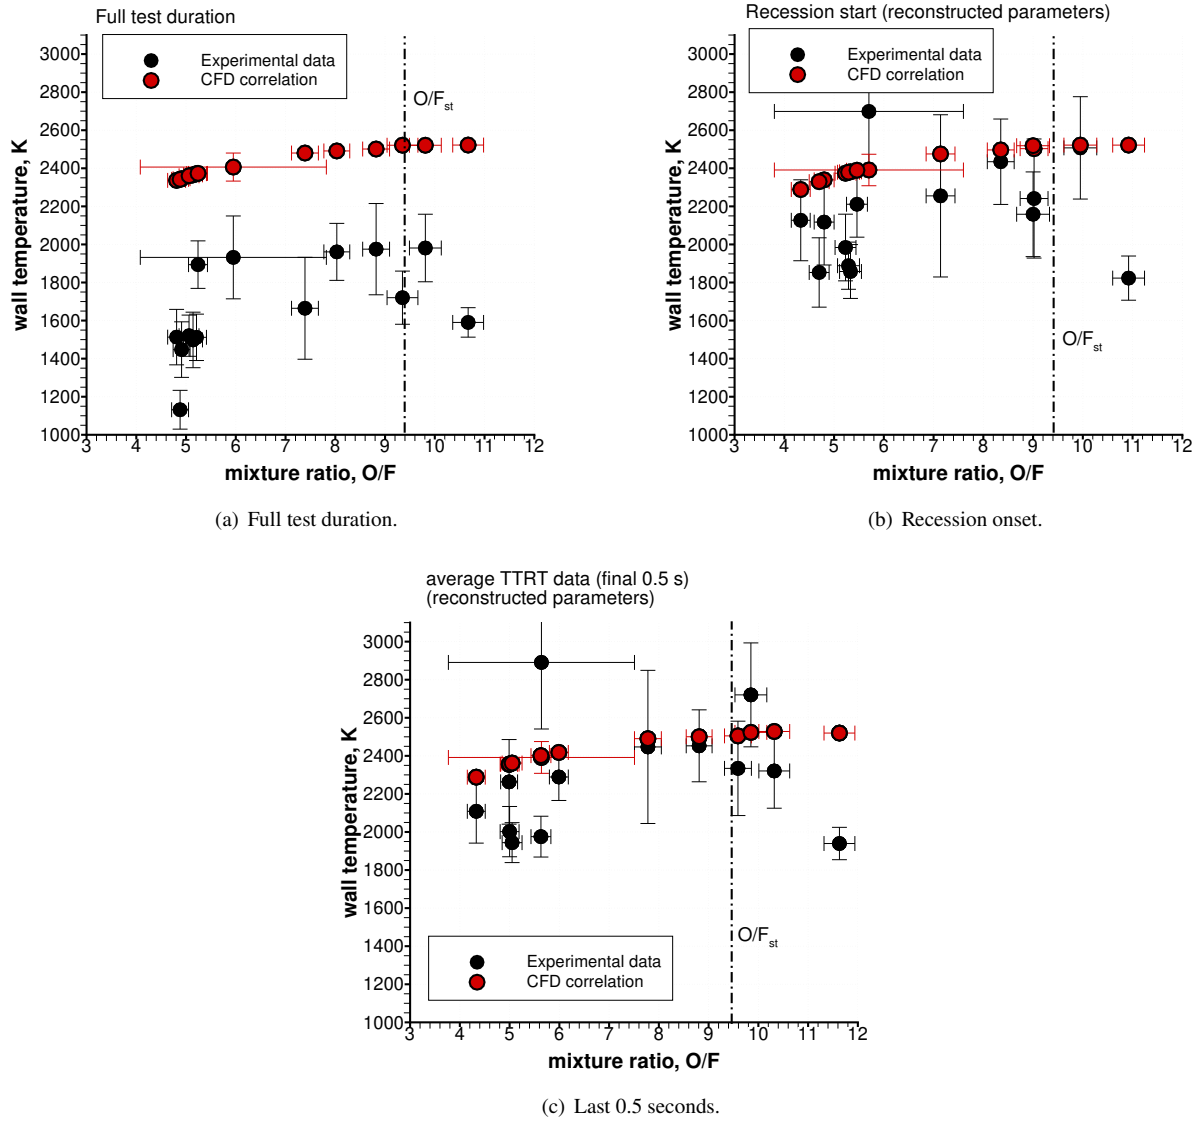 Full test duration
Experimental data
CFD correlation
O/F_st
wall temperature, K
3000
2800
2600
2400
2200
2000
1800
1600
1400
1200
1000
3 4 5 6 7 8 9 10 11 12
mixture ratio, O/F
(a) Full test duration.
Recession start (reconstructed parameters)
Experimental data
CFD correlation
O/F_st
wall temperature, K
3000
2800
2600
2400
2200
2000
1800
1600
1400
1200
1000
3 4 5 6 7 8 9 10 11 12
mixture ratio, O/F
(b) Recession onset.
average TTRT data (final 0.5 s)
(reconstructed parameters)
wall temperature, K
3000
2800
2600
2400
2200
2000
1800
1600
1400
1200
1000
O/F_st
Experimental data
CFD correlation
3 4 5 6 7 8 9 10 11 12
mixture ratio, O/F
(c) Last 0.5 seconds.